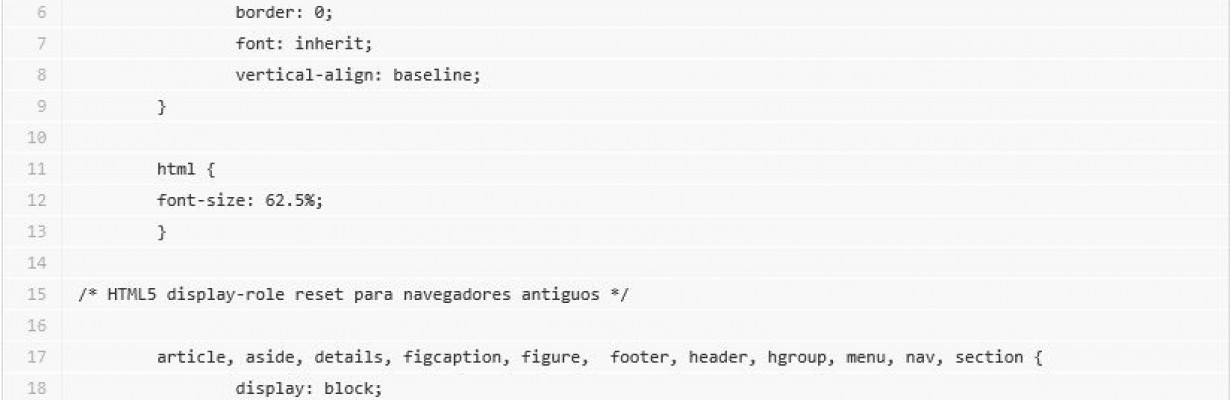 6 border: 0;
7 font: inherit;
8 vertical-align: baseline;
9 }
10
11 html {
12 font-size: 62.5%;
13 }
14
15 /* HTML5 display-role reset para navegadores antiguos */
16
17 article, aside, details, figcaption, figure,  footer, header, hgroup, menu, nav, section {
18 display: block;